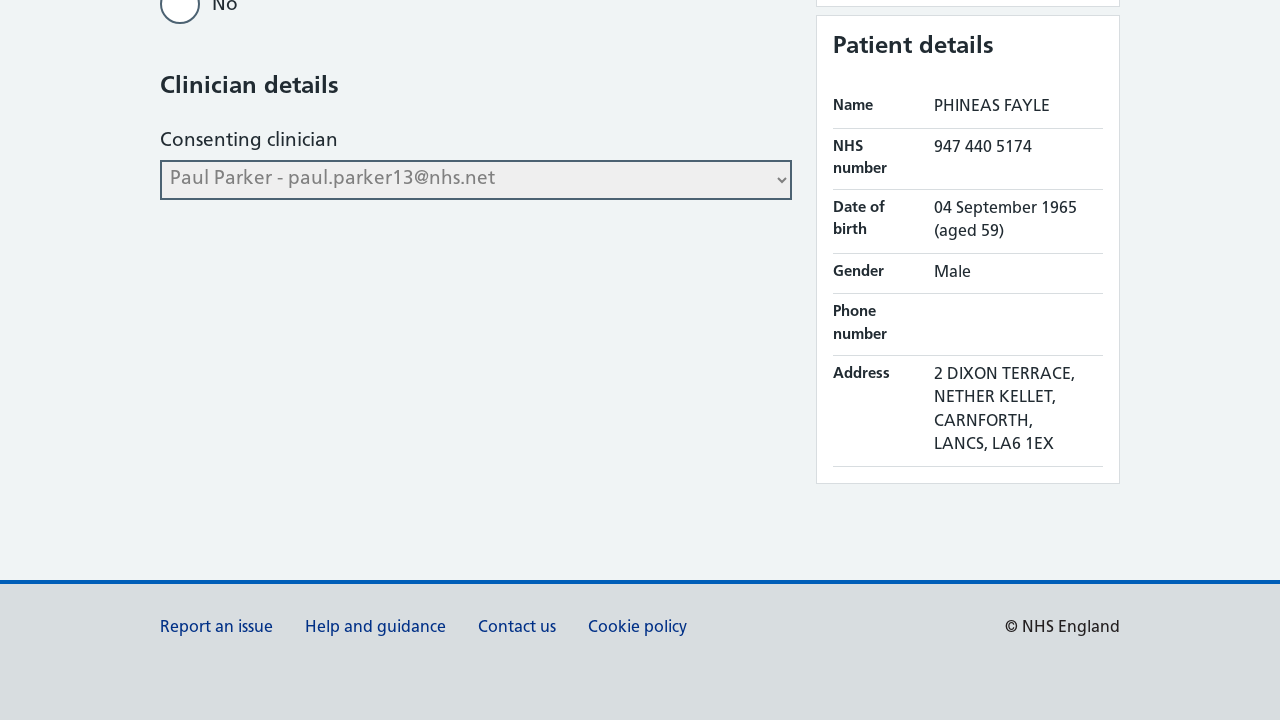 No
Clinician details
Consenting clinician
Paul Parker - paul.parker13@nhs.net
Patient details
Name PHINEAS FAYLE
NHS number 947 440 5174
Date of birth 04 September 1965
(aged 59)
Gender Male
Phone number
Address 2 DIXON TERRACE,
NETHER KELLET,
CARNFORTH,
LANCS, LA6 1EX
Report an issue Help and guidance Contact us Cookie policy © NHS England